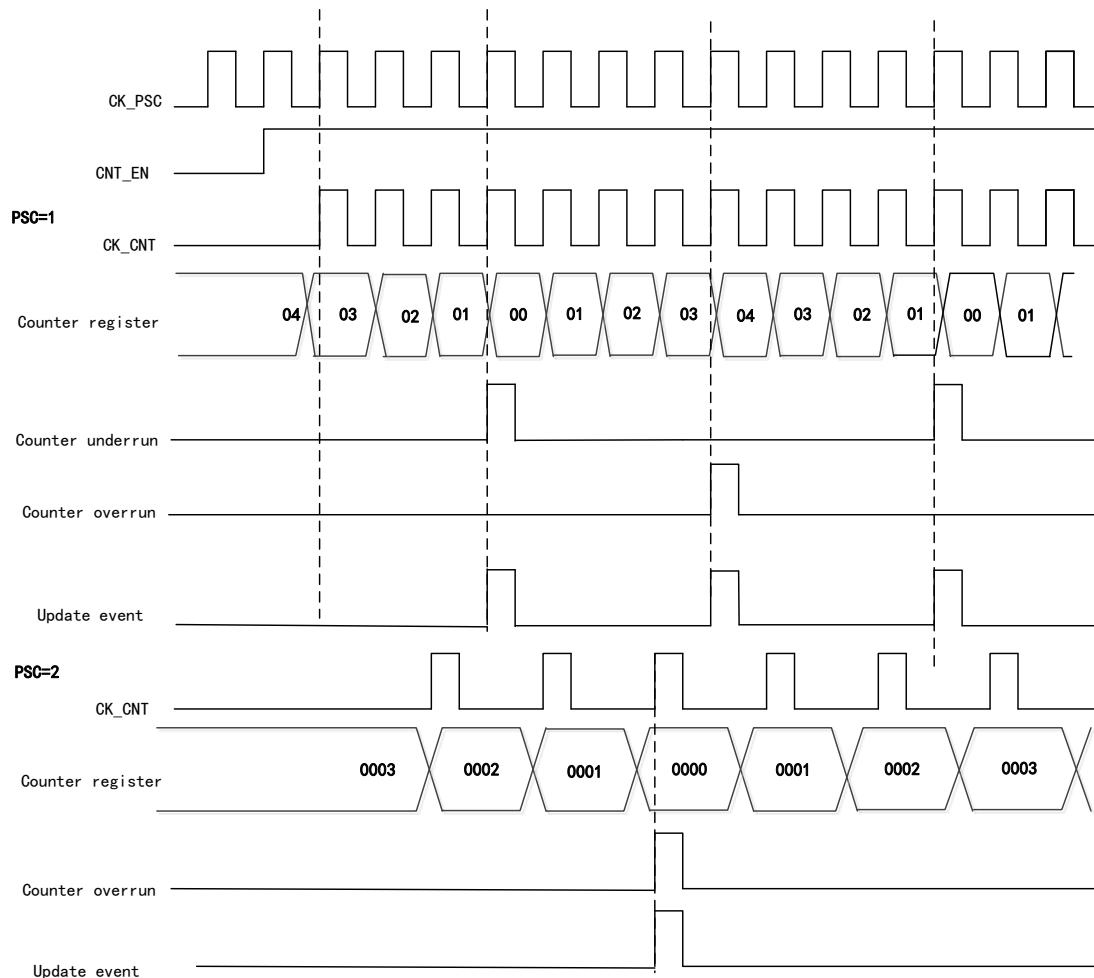 CK_PSC
CNT_EN
PSC=1
CK_CNT
Counter register 04 03 02 01 00 01 02 03 04 03 02 01 00 01
Counter underrun
Counter overrun
Update event
PSC=2
CK_CNT
Counter register 0003 0002 0001 0000 0001 0002 0003
Counter overrun
Update event